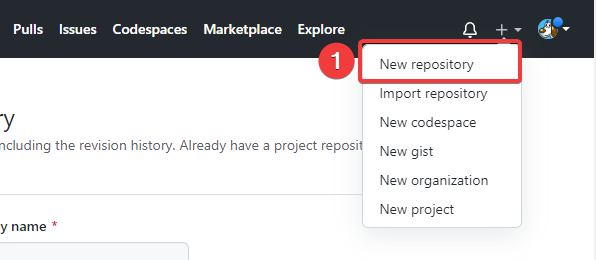 Pulls Issues Codespaces Marketplace Explore
1
New repository
Import repository
New codespace
New gist
New organization
New project
ry
ncluding the revision history. Already have a project reposit
y name *